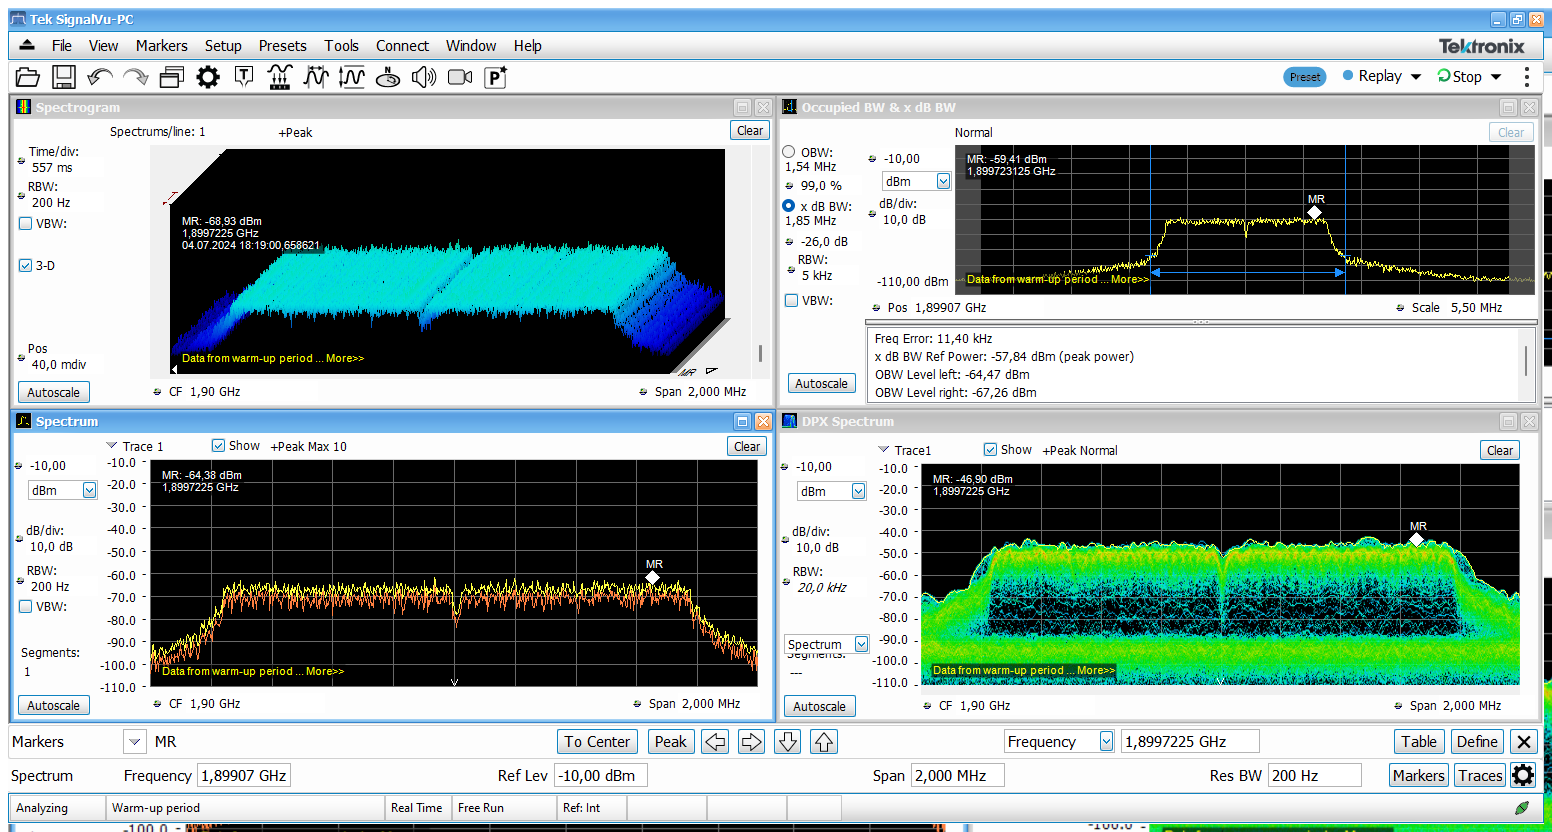 Tek SignalVu-PC
File View Markers Setup Presets Tools Connect Window Help
Tektronix
T N P Preset Replay Stop
Spectrogram
Spectrums/line: 1 +Peak Clear
Time/div:
557 ms
RBW:
200 Hz
VBW:
3-D
Pos
40,0 mdiv
Autoscale
MR: -68,93 dBm
1,8997225 GHz
04.07.2024 18:19:00,658621
Data from warm-up period ... More>>
MR
CF 1,90 GHz Span 2,000 MHz
Occupied BW & x dB BW
Normal Clear
OBW:
1,54 MHz
99,0 %
x dB BW:
1,85 MHz
-26,0 dB
RBW:
5 kHz
VBW:
Autoscale
-10,00
dBm
dB/div:
10,0 dB
-110,00 dBm
MR: -59,41 dBm
1,899723125 GHz
MR
Data from warm-up period ... More>>
Pos 1,89907 GHz Scale 5,50 MHz
Freq Error: 11,40 kHz
x dB BW Ref Power: -57,84 dBm (peak power)
OBW Level left: -64,47 dBm
OBW Level right: -67,26 dBm
Spectrum
Trace 1 Show +Peak Max 10 Clear
-10,00
dBm
dB/div:
10,0 dB
RBW:
200 Hz
VBW:
Segments:
1
Autoscale
-10.0
-20.0
-30.0
-40.0
-50.0
-60.0
-70.0
-80.0
-90.0
-100.0
-110.0
MR: -64,38 dBm
1,8997225 GHz
MR
Data from warm-up period ... More>>
CF 1,90 GHz Span 2,000 MHz
DPX Spectrum
Trace1 Show +Peak Normal Clear
-10,00
dBm
dB/div:
10,0 dB
RBW:
20,0 kHz
Spectrum
Segments:
---
Autoscale
-10.0
-20.0
-30.0
-40.0
-50.0
-60.0
-70.0
-80.0
-90.0
-100.0
-110.0
MR: -46,90 dBm
1,8997225 GHz
MR
Data from warm-up period ... More>>
CF 1,90 GHz Span 2,000 MHz
Markers MR To Center Peak Frequency 1,8997225 GHz Table Define
Spectrum Frequency 1,89907 GHz Ref Lev -10,00 dBm Span 2,000 MHz Res BW 200 Hz Markers Traces
Analyzing Warm-up period Real Time Free Run Ref: Int
-100.0 -100.0